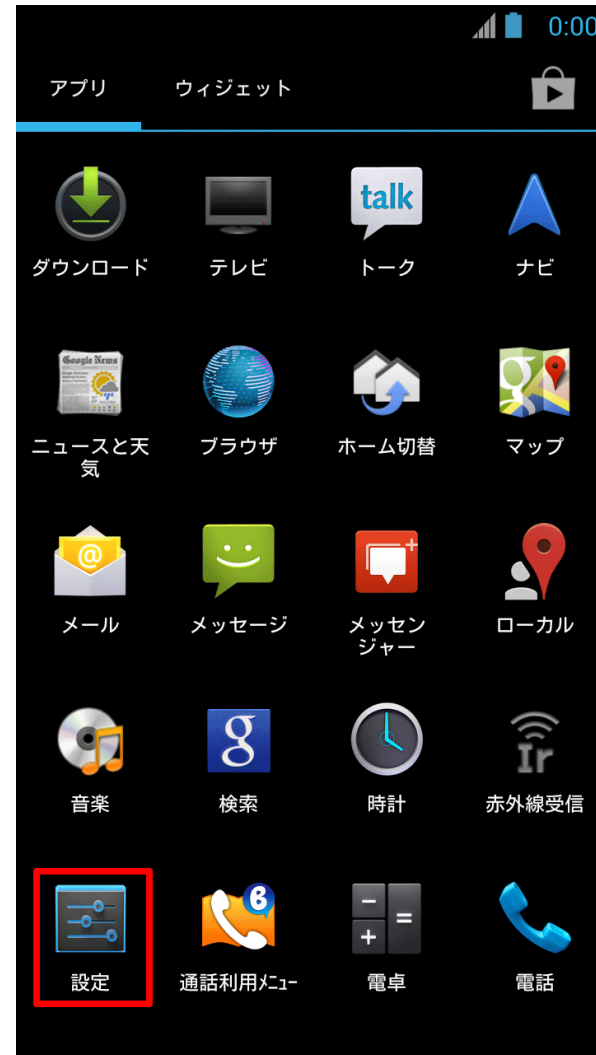 0:00
アプリ
ウィジェット
talk
ダウンロード
テレビ
トーク
ナビ
Google News
ニュースと天
気
ブラウザ
ホーム切替
マップ
メール
メッセージ
メッセン
ジャー
ローカル
g
Ir
音楽
検索
時計
赤外線受信
設定
通話利用ﾒﾆｭｰ
電卓
電話